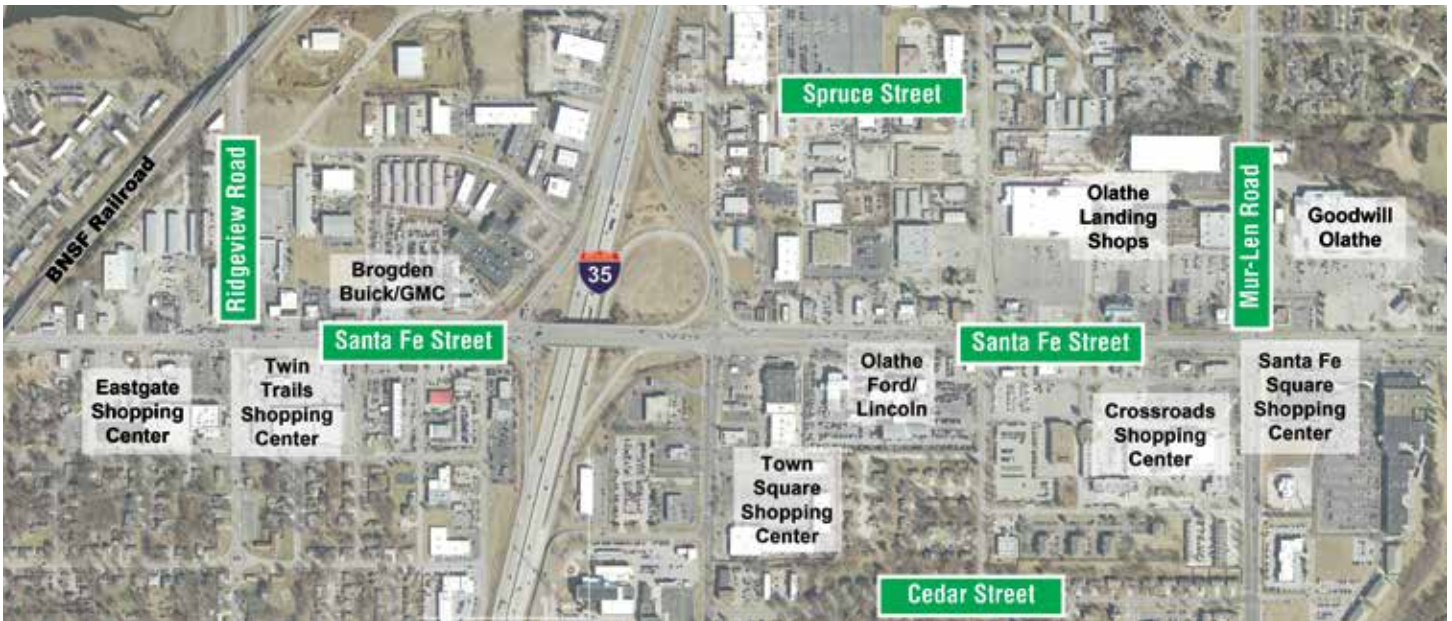 Spruce Street
BNSF Railroad
Ridgeview Road
Mur-Len Road
Olathe
Landing
Shops
Goodwill
Olathe
Brogden
Buick/GMC
35
Santa Fe Street
Santa Fe Street
Eastgate
Shopping
Center
Twin
Trails
Shopping
Center
Olathe
Ford/
Lincoln
Crossroads
Shopping
Center
Santa Fe
Square
Shopping
Center
Town
Square
Shopping
Center
Cedar Street